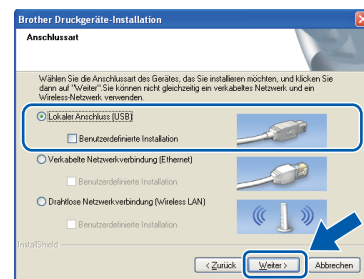 Brother Druckgeräte-Installation
Anschlussart
Wählen Sie die Anschlussart des Gerätes, das Sie installieren möchten, und klicken Sie
dann auf "Weiter".Sie können nicht gleichzeitig ein verkabeltes Netzwerk und ein
Wireless-Netzwerk verwenden.
Lokaler Anschluss (USB)
Benutzerdefinierte Installation
Verkabelte Netzwerkverbindung (Ethernet)
Benutzerdefinierte Installation
Drahtlose Netzwerkverbindung (Wireless LAN)
Benutzerdefinierte Installation
InstallShield
< Zurück Weiter > Abbrechen